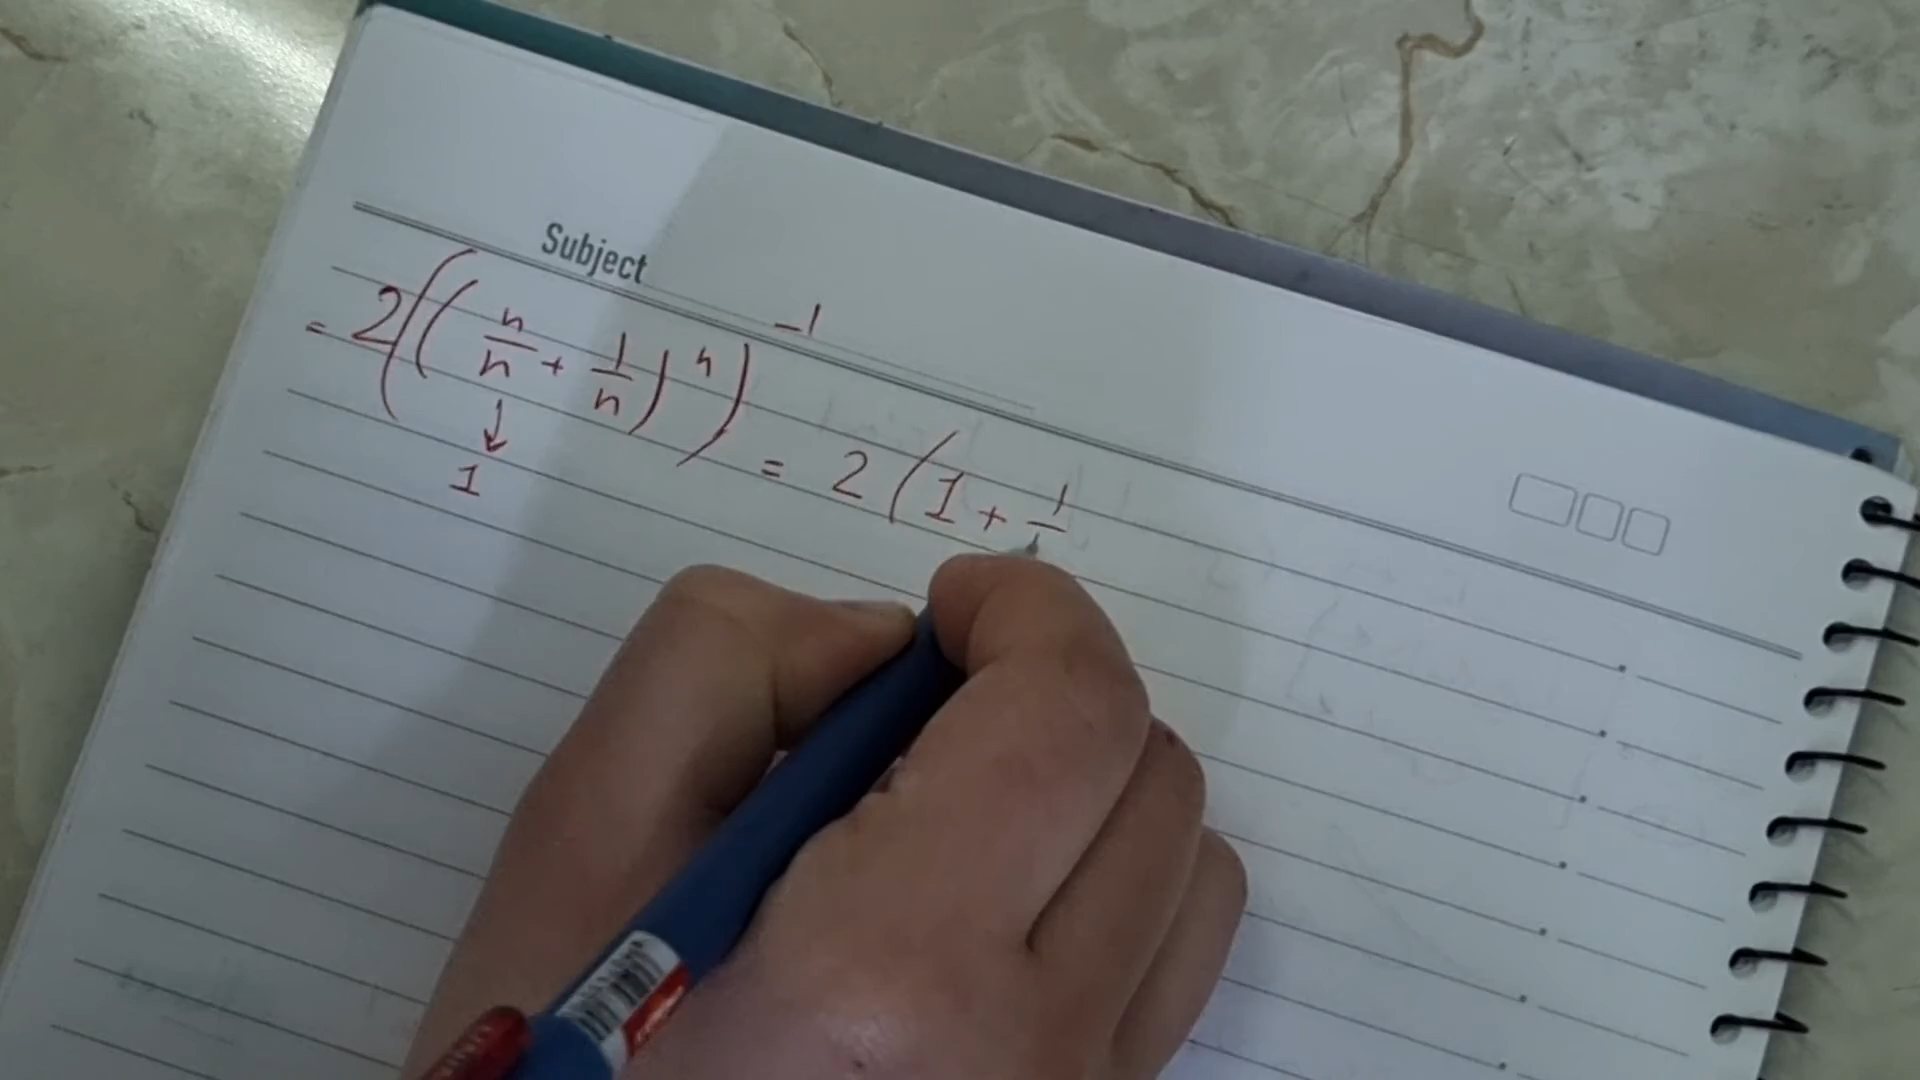 Subject
= 2((n/n + 1/n)^n)^-1 = 2(1 + 1/
↓
1